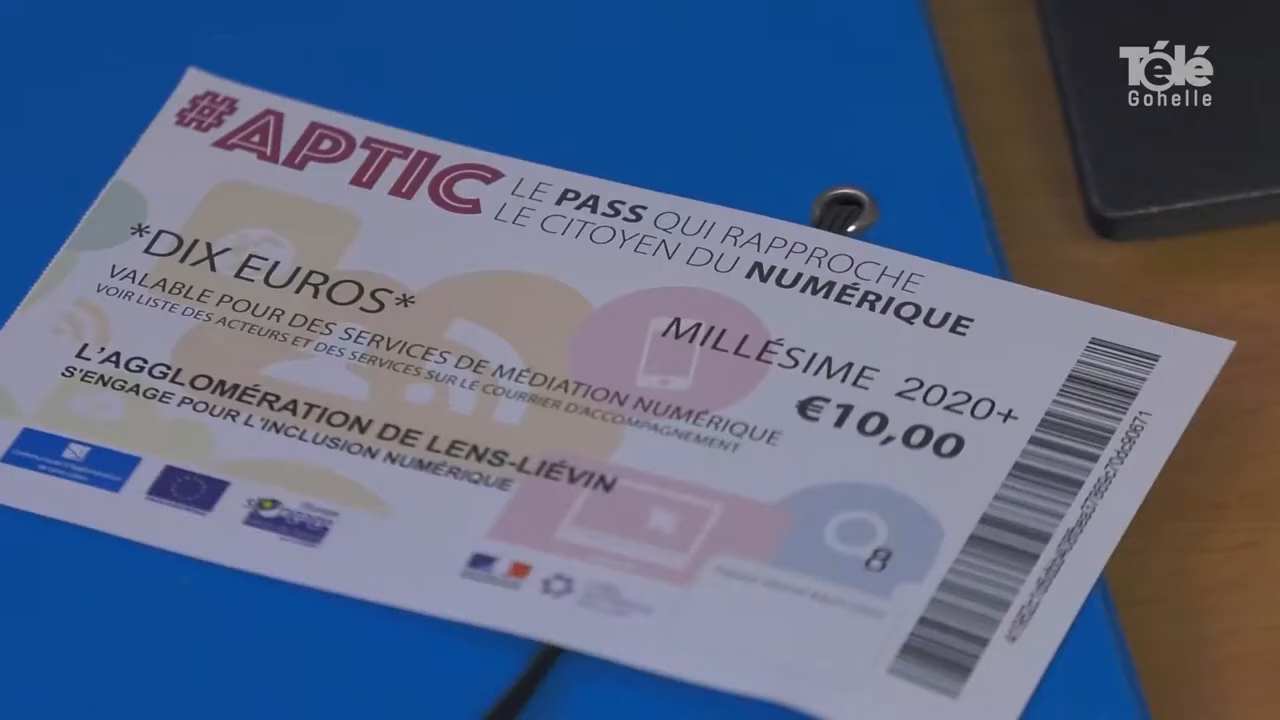 Télé
Gohelle
#APTIC
LE PASS QUI RAPPROCHE
LE CITOYEN DU NUMÉRIQUE
*DIX EUROS*
VALABLE POUR DES SERVICES DE MÉDIATION NUMÉRIQUE
VOIR LISTE DES ACTEURS ET DES SERVICES SUR LE COURRIER D'ACCOMPAGNEMENT
MILLÉSIME 2020+
€10,00
L'AGGLOMÉRATION DE LENS-LIÉVIN
S'ENGAGE POUR L'INCLUSION NUMÉRIQUE
8